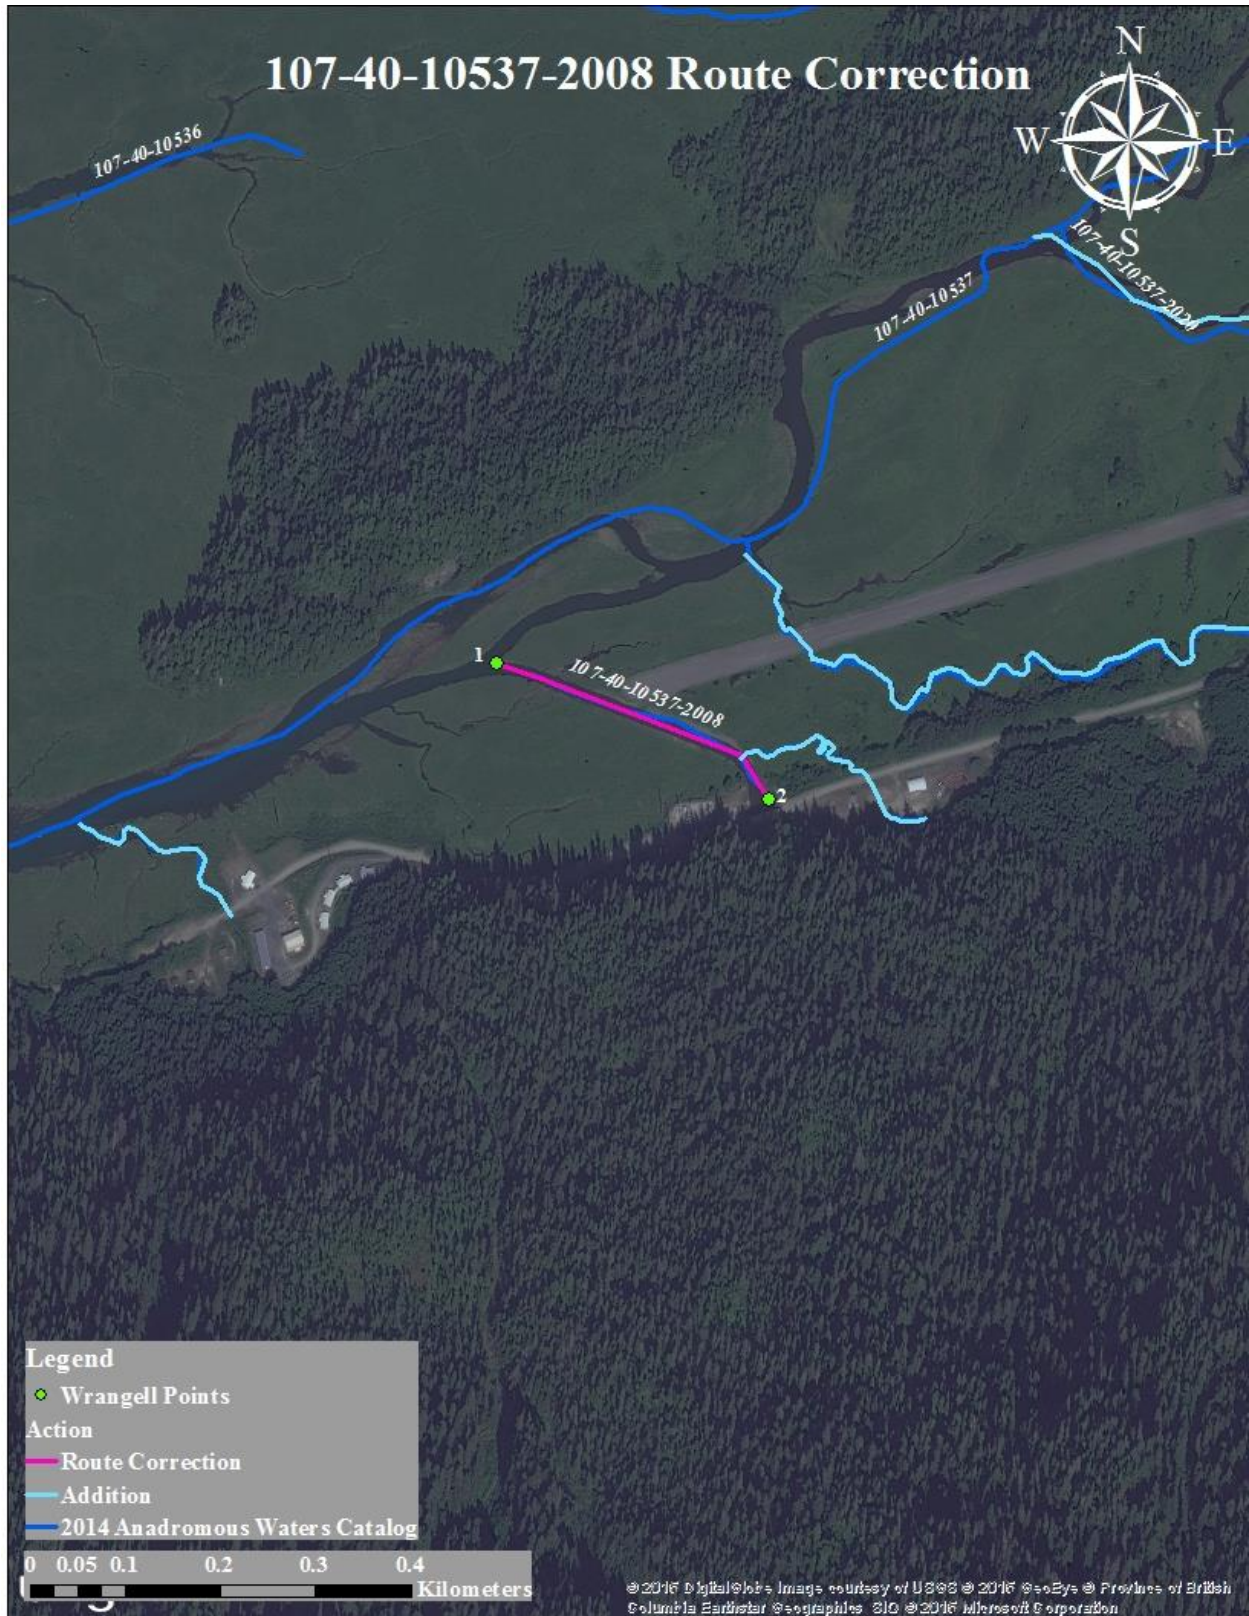 107-40-10537-2008 Route Correction
N
W
E
S
107-40-10536
107-40-10537
107-40-10537-2020
1
107-40-10537-2008
2
Legend
Wrangell Points
Action
Route Correction
Addition
2014 Anadromous Waters Catalog
0 0.05 0.1 0.2 0.3 0.4
Kilometers
© 2016 DigitalGlobe Image courtesy of USGS © 2016 GeoEye © Province of British
Columbia Earthstar Geographics SIO © 2016 Microsoft Corporation